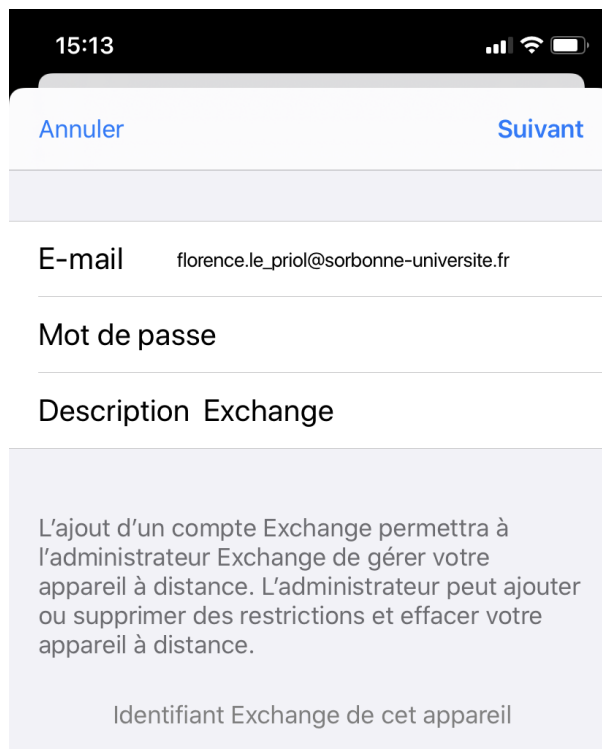 15:13
Annuler Suivant
E-mail florence.le_priol@sorbonne-universite.fr
Mot de passe
Description Exchange
L’ajout d’un compte Exchange permettra à
l’administrateur Exchange de gérer votre
appareil à distance. L’administrateur peut ajouter
ou supprimer des restrictions et effacer votre
appareil à distance.
Identifiant Exchange de cet appareil